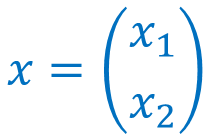 x = (x₁
x₂)